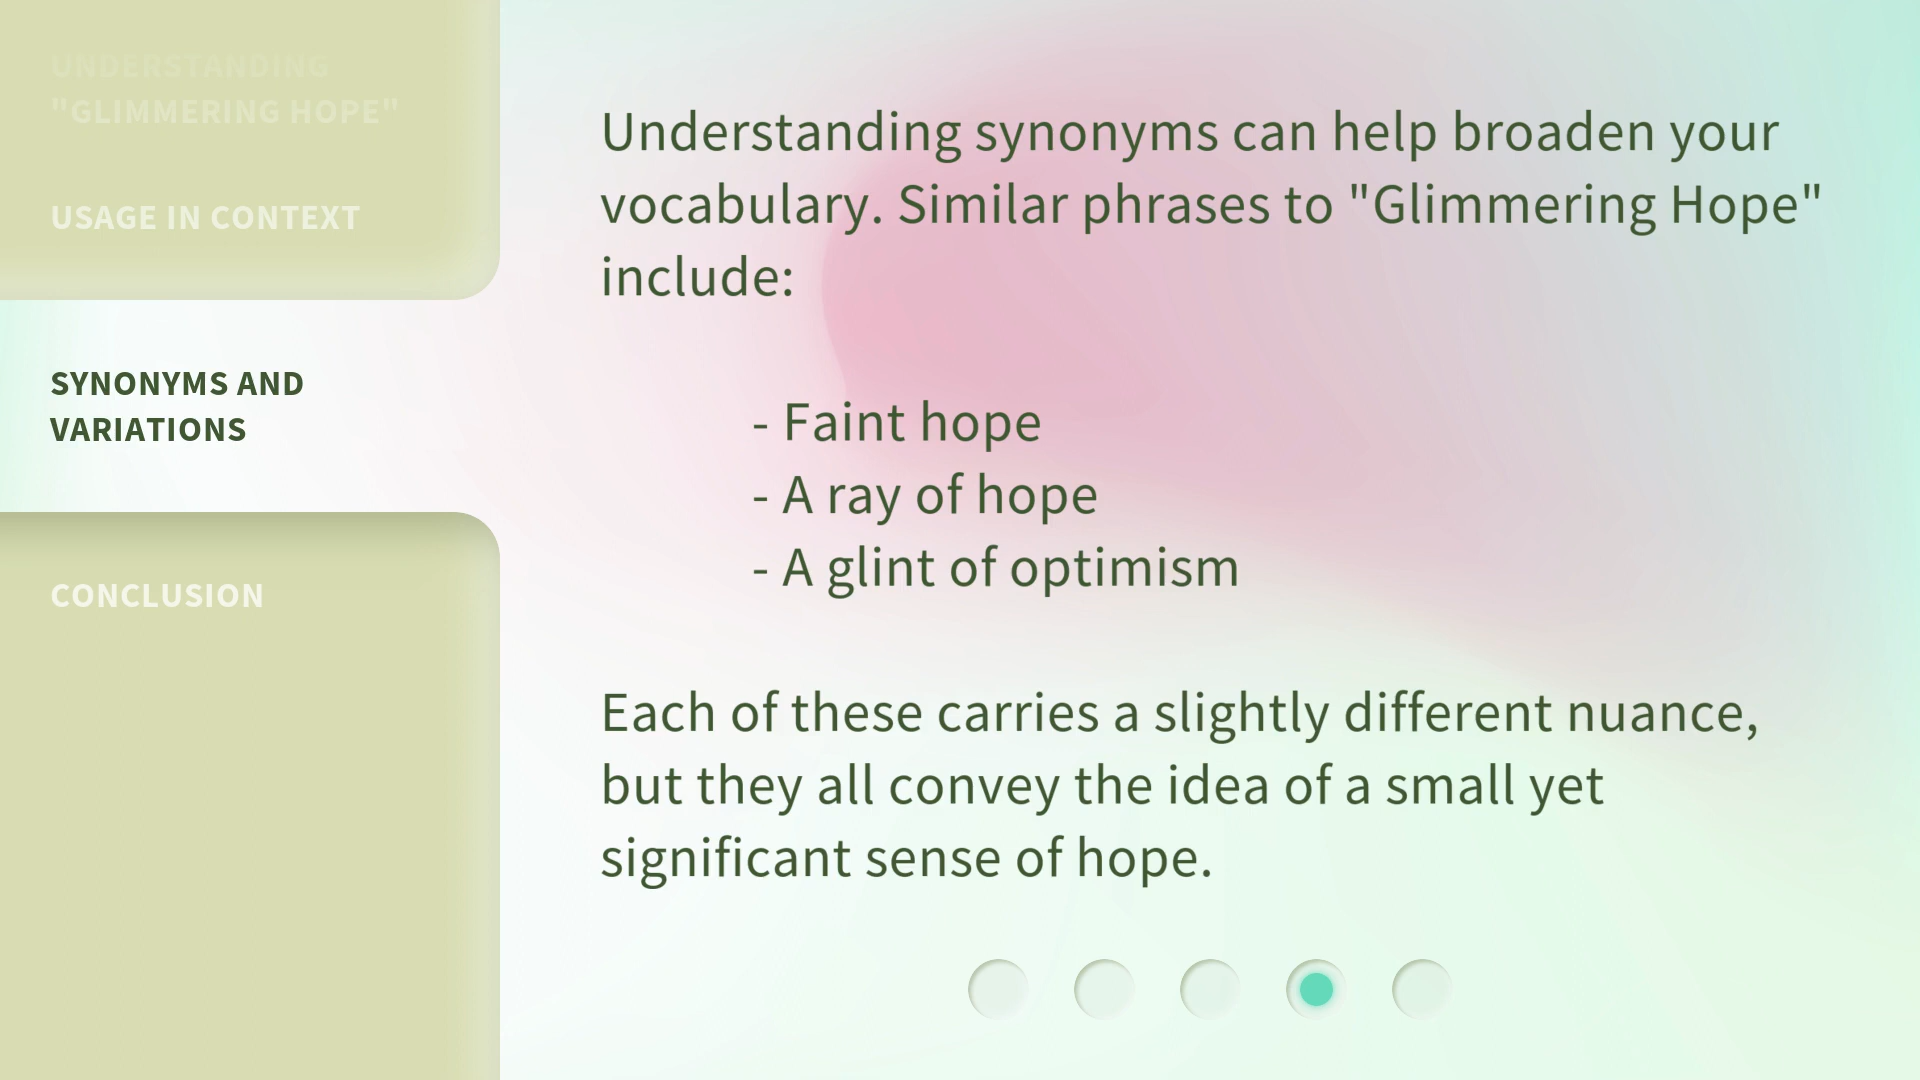 UNDERSTANDING
"GLIMMERING HOPE"
USAGE IN CONTEXT
SYNONYMS AND
VARIATIONS
CONCLUSION
Understanding synonyms can help broaden your
vocabulary. Similar phrases to "Glimmering Hope"
include:
- Faint hope
- A ray of hope
- A glint of optimism
Each of these carries a slightly different nuance,
but they all convey the idea of a small yet
significant sense of hope.